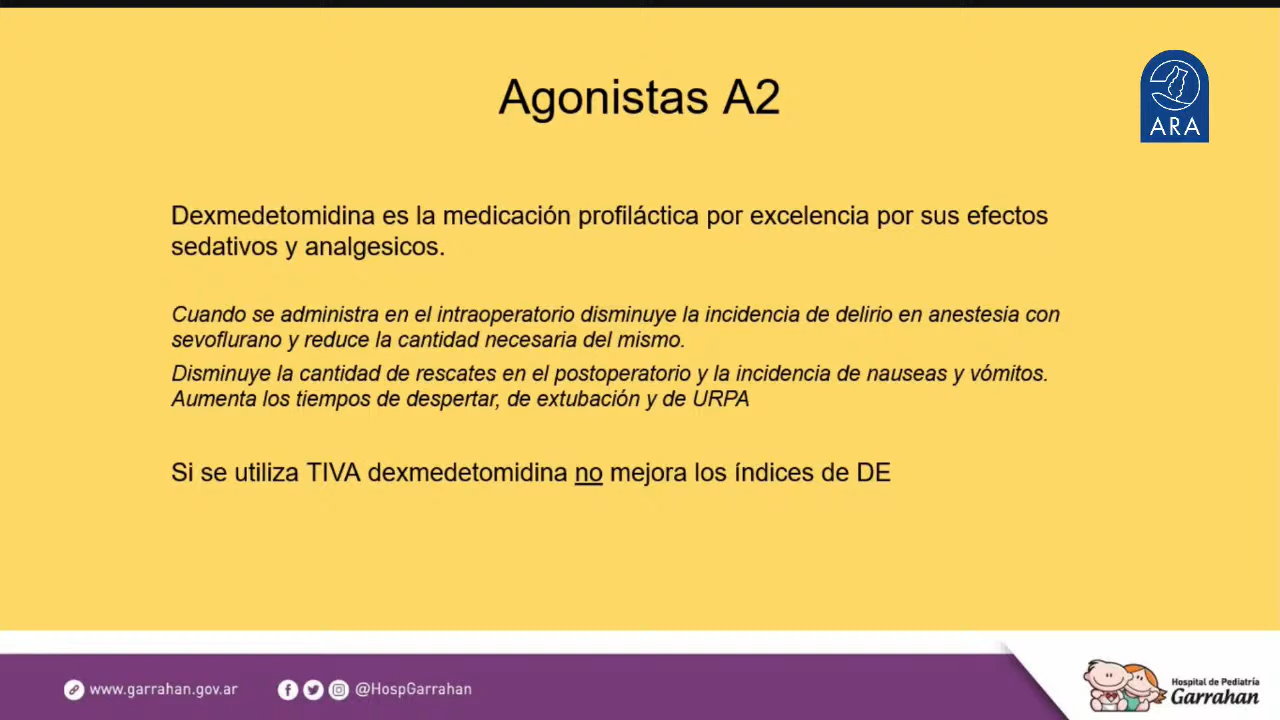 Agonistas A2
ARA
Dexmedetomidina es la medicación profiláctica por excelencia por sus efectos
sedativos y analgesicos.
Cuando se administra en el intraoperatorio disminuye la incidencia de delirio en anestesia con
sevoflurano y reduce la cantidad necesaria del mismo.
Disminuye la cantidad de rescates en el postoperatorio y la incidencia de nauseas y vómitos.
Aumenta los tiempos de despertar, de extubación y de URPA
Si se utiliza TIVA dexmedetomidina no mejora los índices de DE
www.garrahan.gov.ar
@HospGarrahan
Hospital de Pediatría
Garrahan